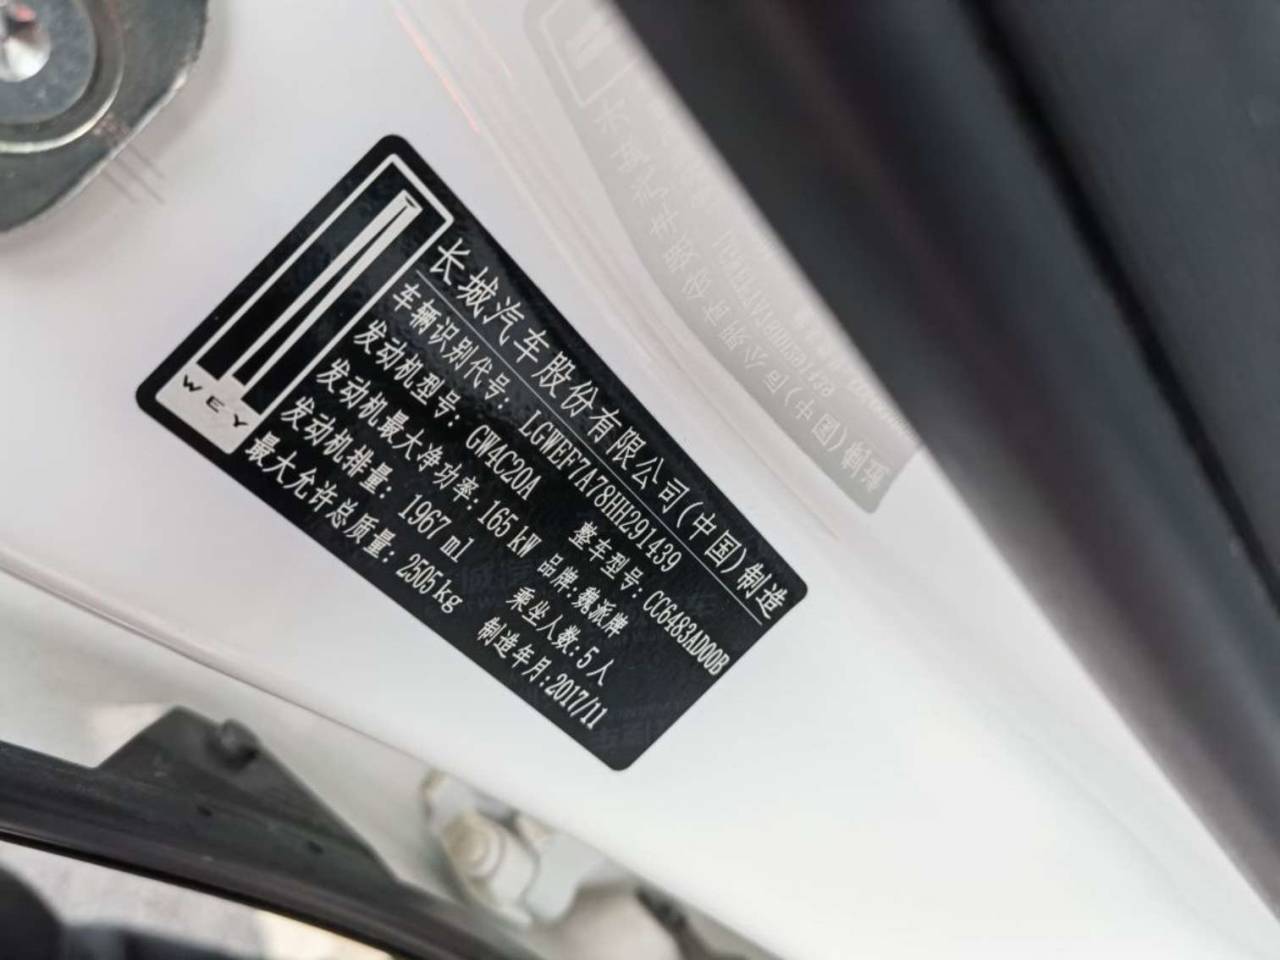 WEY
长城汽车股份有限公司(中国)制造
车辆识别代号: LGWEF7A78HH291439
发动机型号: GW4C20A 整车型号: CC6483AD00B
发动机最大净功率: 165 kW 品牌:魏派牌
发动机排量: 1967 ml 乘坐人数:5人
最大允许总质量: 2505kg 制造年月:2017/11